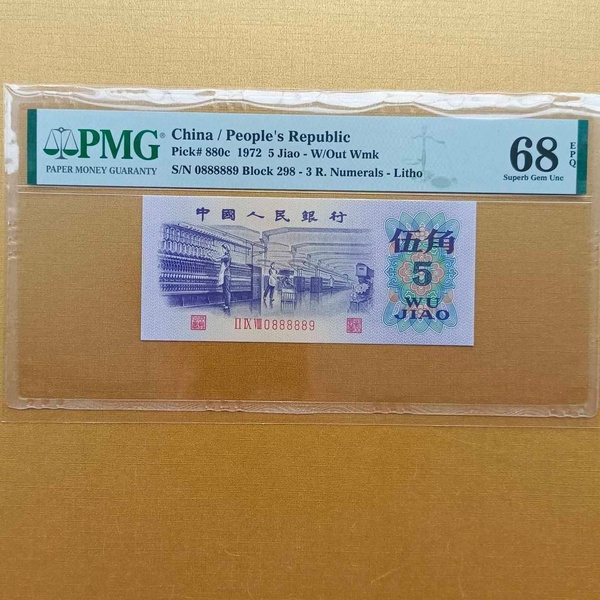 PMG
PAPER MONEY GUARANTY
China / People's Republic
Pick# 880c 1972 5 Jiao - W/Out Wmk
S/N 0888889 Block 298 - 3 R. Numerals - Litho
68 EPQ
Superb Gem Unc
中國人民銀行
伍角
5
WU
JIAO
II IX VIII 0888889